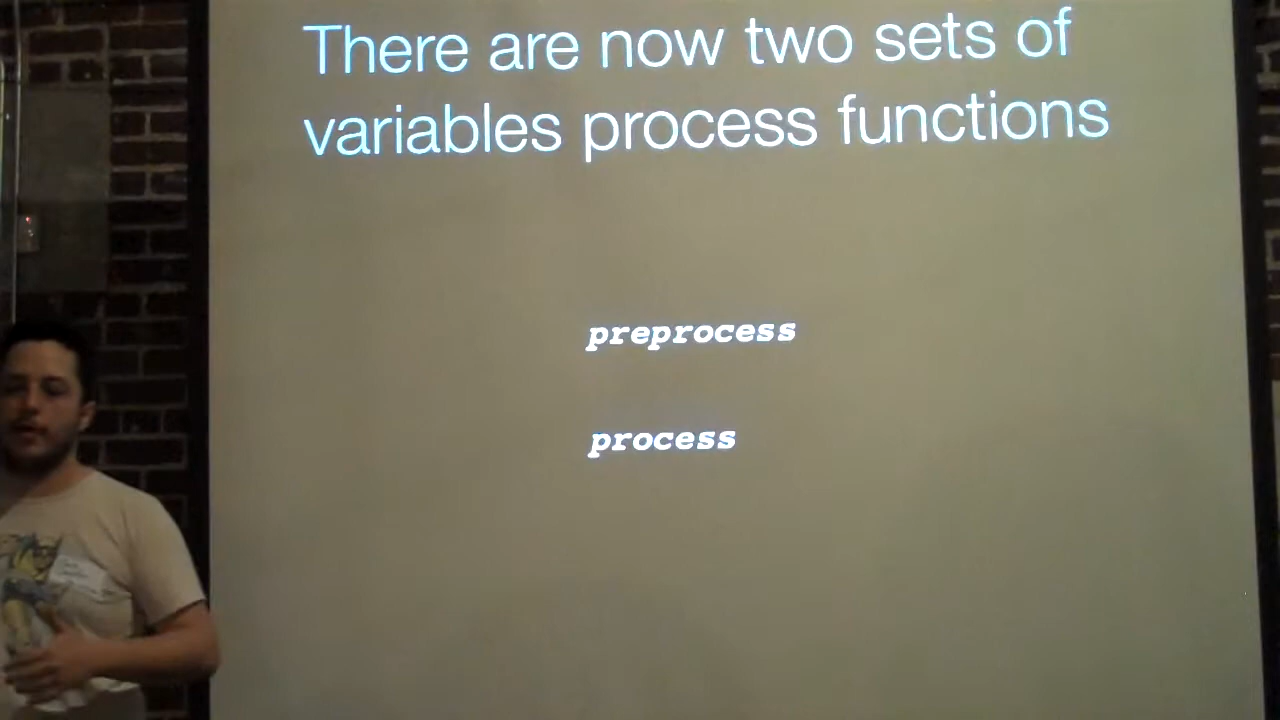 There are now two sets of
variables process functions
preprocess
process